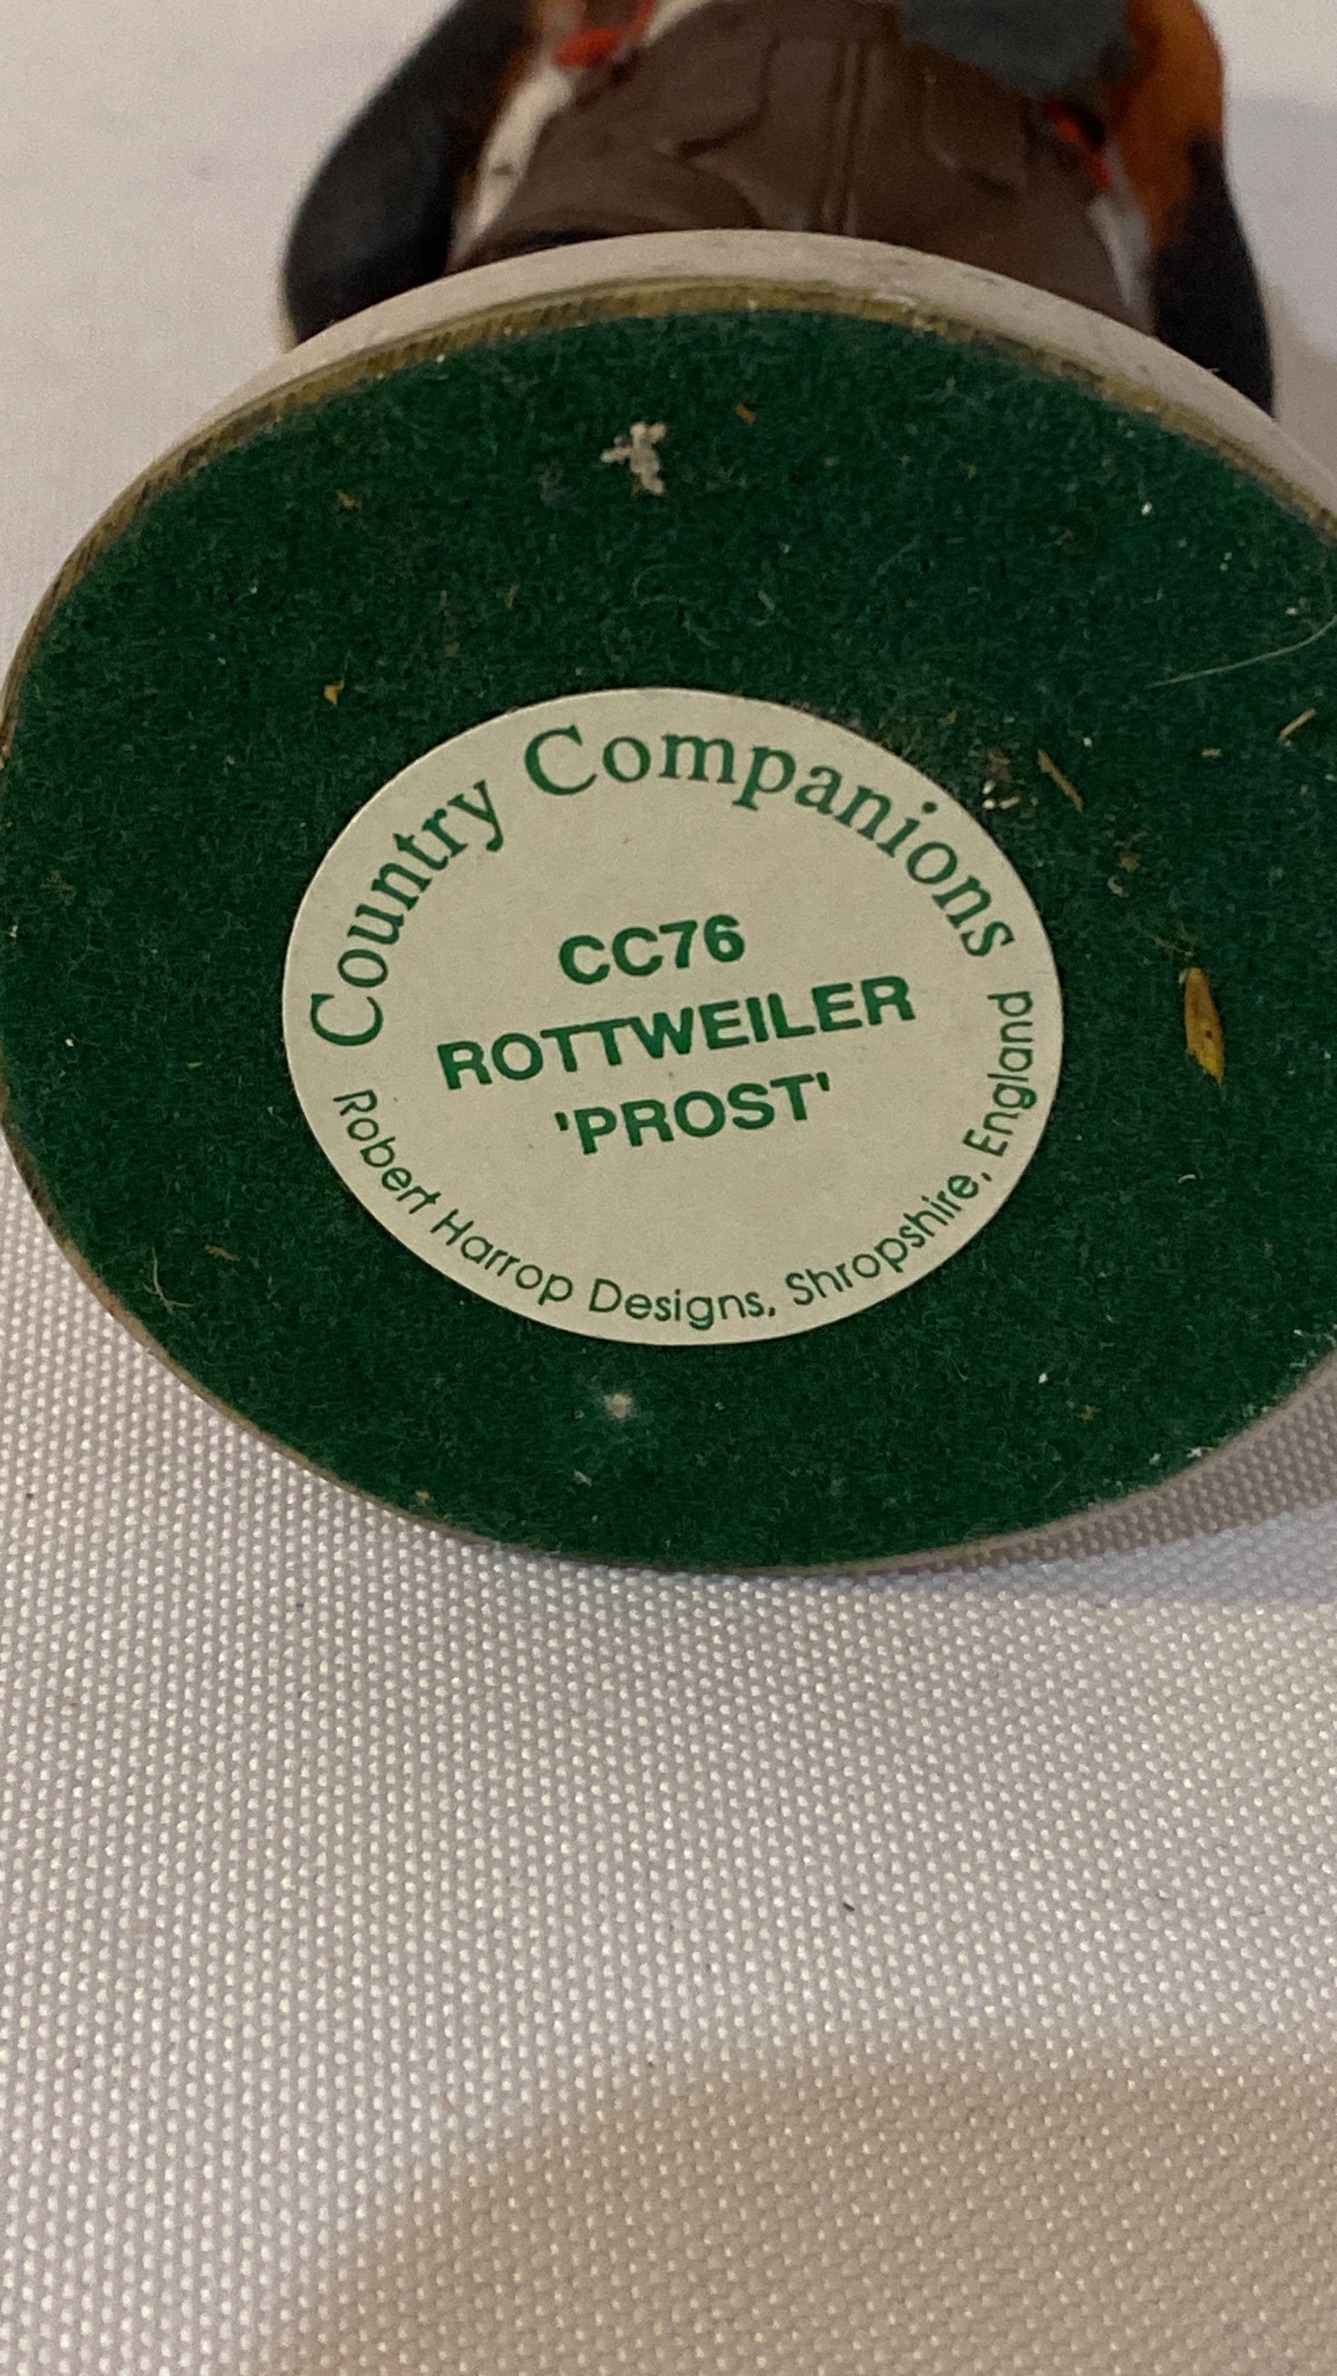 Country Companions
CC76
ROTTWEILER
'PROST'
Robert Harrop Designs, Shropshire, England